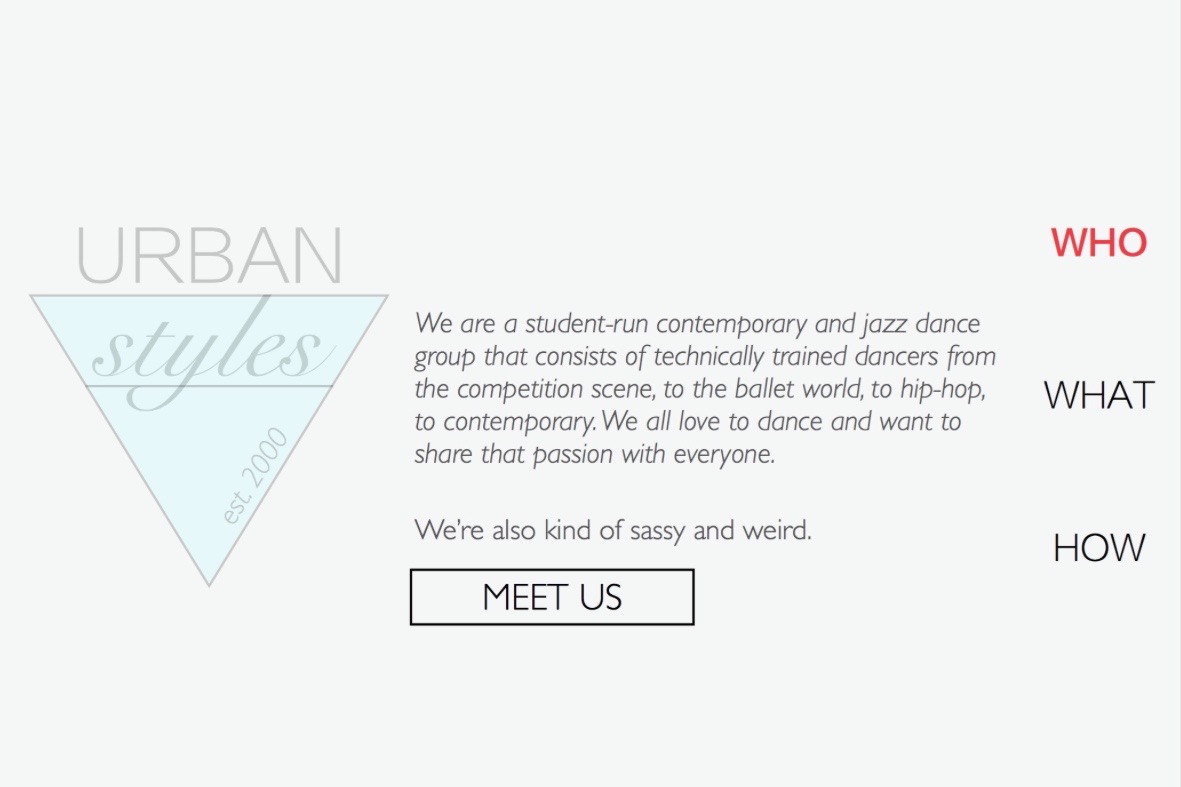 URBAN
styles
est. 2000
We are a student-run contemporary and jazz dance
group that consists of technically trained dancers from
the competition scene, to the ballet world, to hip-hop,
to contemporary. We all love to dance and want to
share that passion with everyone.
We're also kind of sassy and weird.
MEET US
WHO
WHAT
HOW